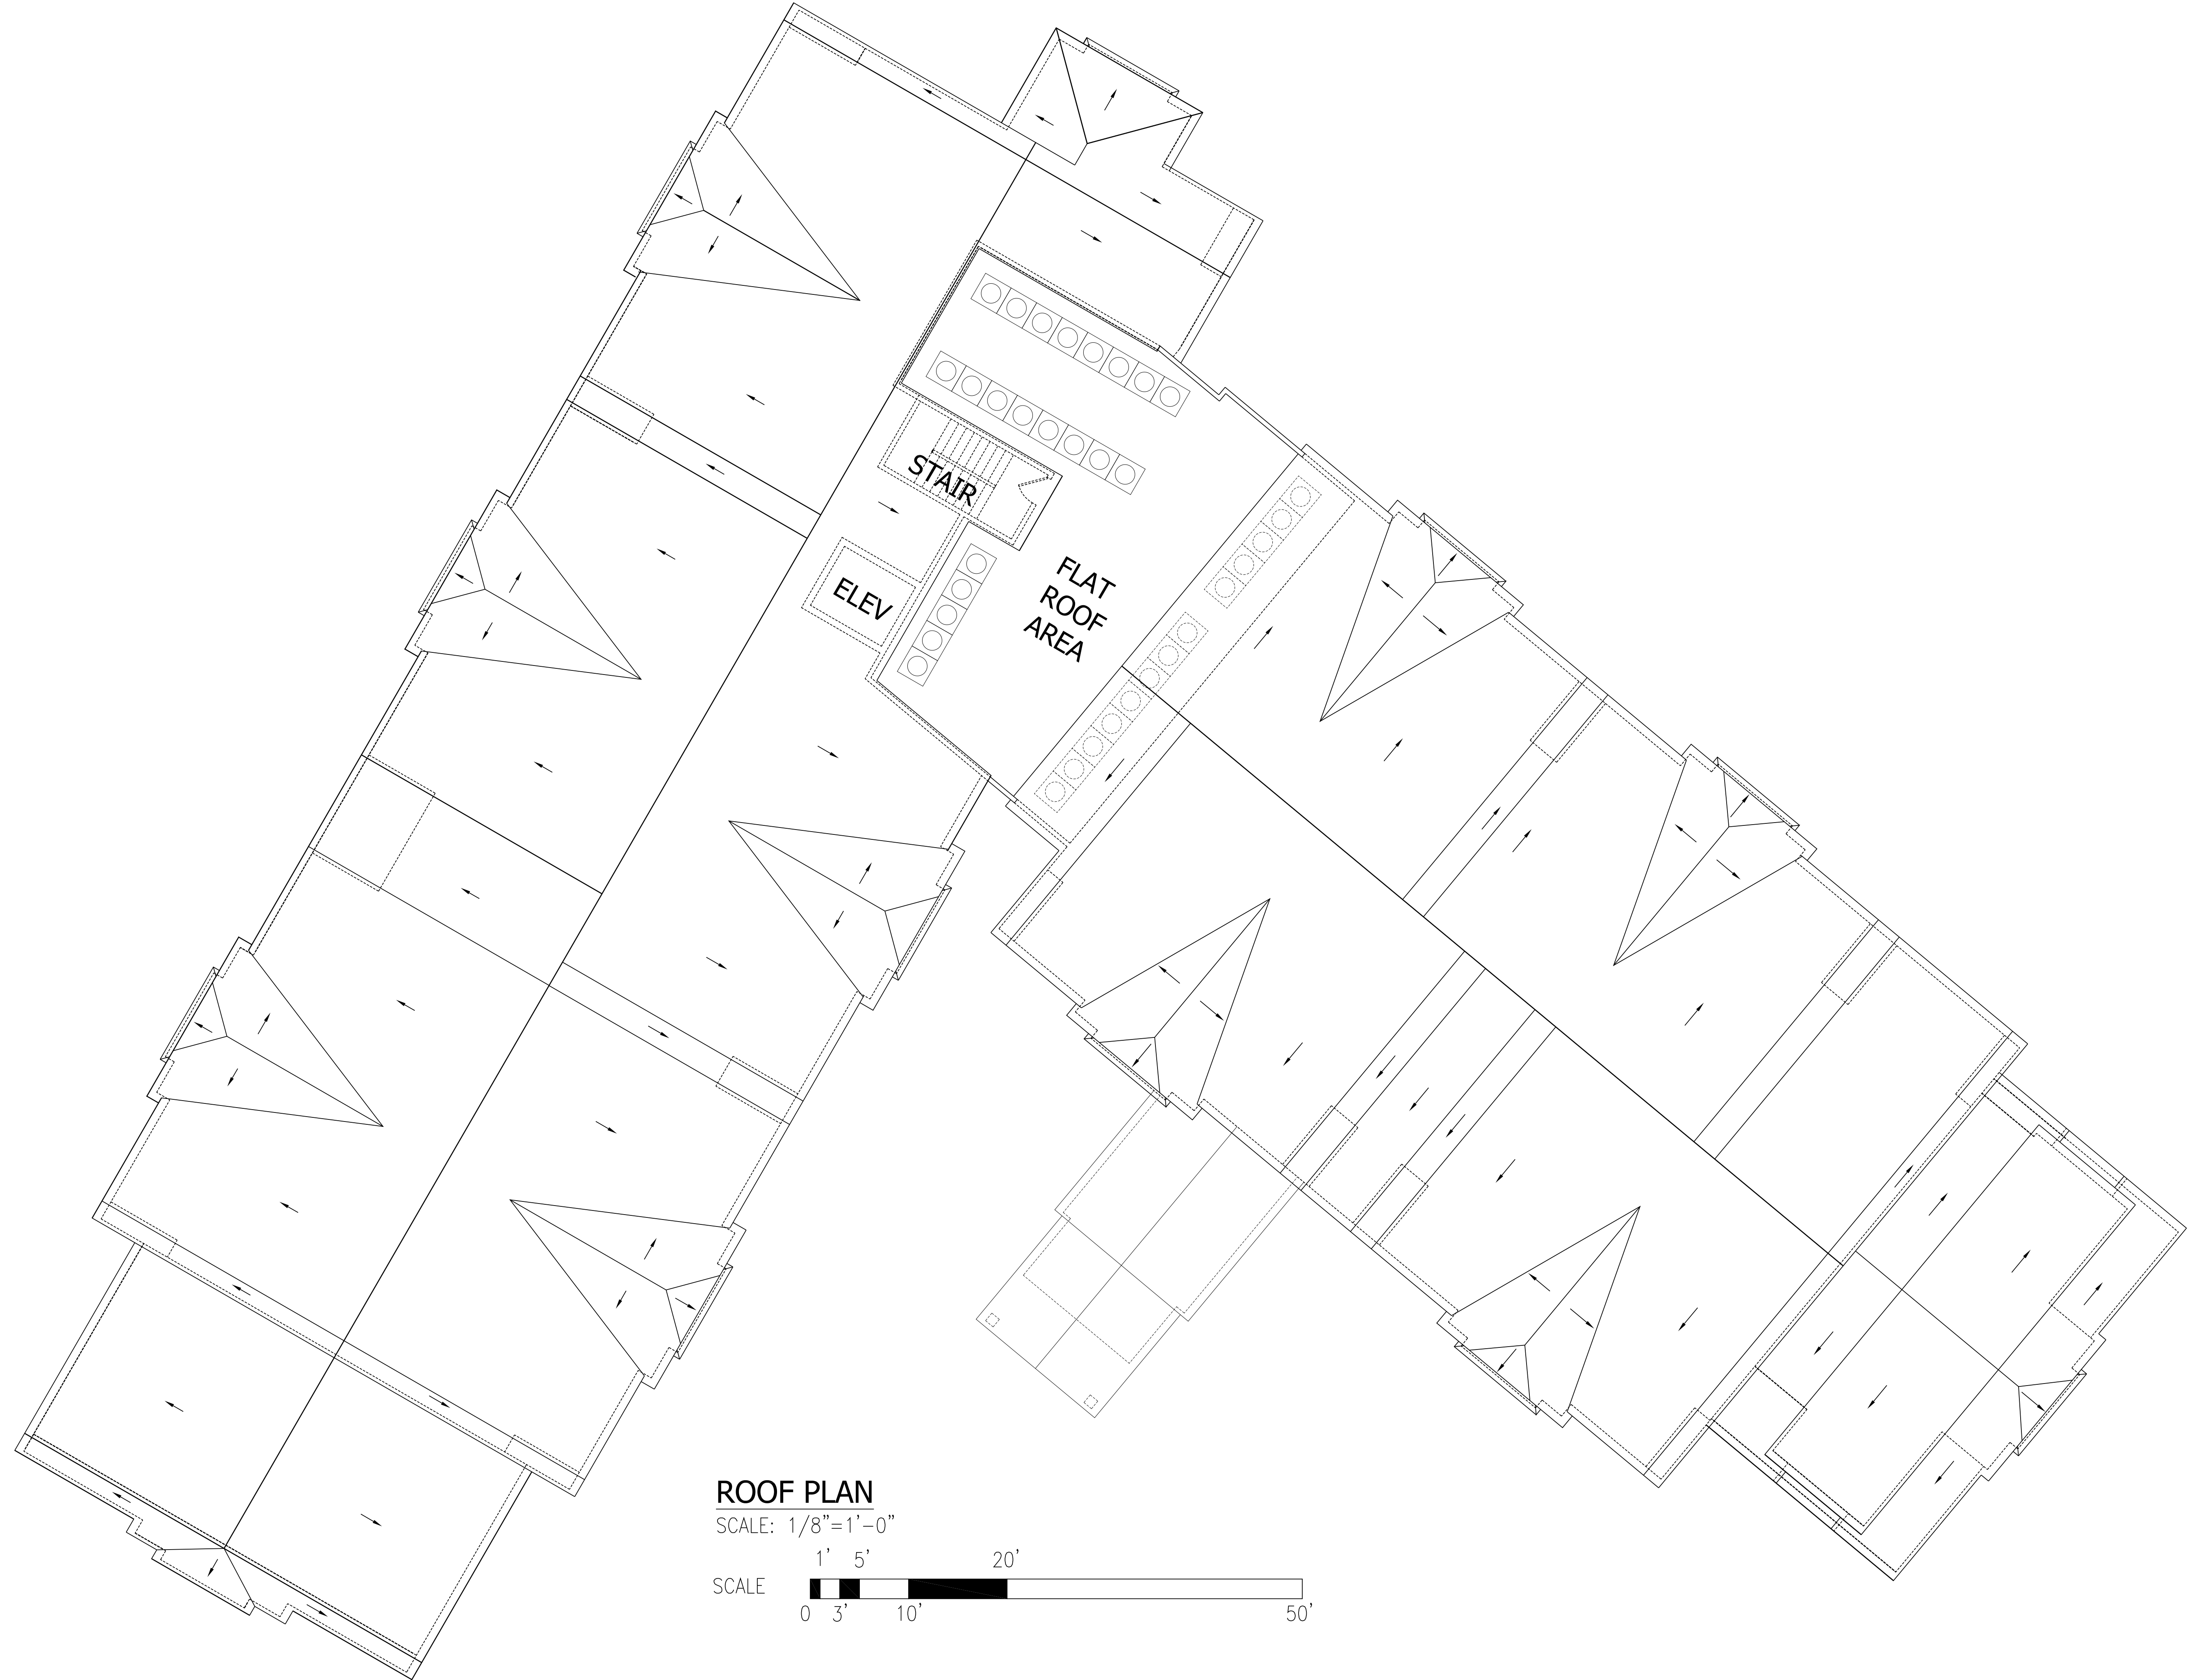 STAIR
ELEV
FLAT
ROOF
AREA
ROOF PLAN
SCALE: 1/8"=1'-0"
1' 5' 20'
SCALE
0 3' 10' 50'